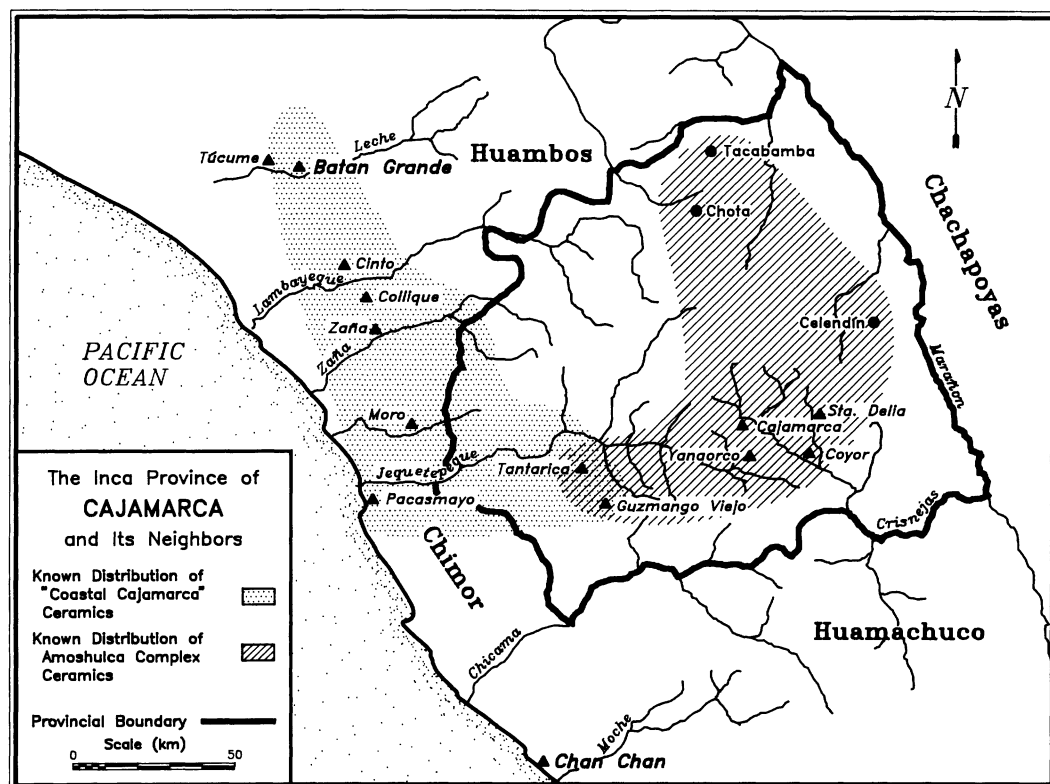 N
Leche
Túcume
Batán Grande
Huambos
Tacabamba
Chota
Chachapoyas
Cinto
Lambayeque
Collique
Zaña
Zaña
Celendín
PACIFIC
OCEAN
Marañon
Moro
Sta. Delia
Cajamarca
Jequetepeque
Tantarica
Yanaorco
Coyor
Pacasmayo
Guzmango Viejo
Crisnejas
Chimor
Huamachuco
Chicama
Moche
Chan Chan
The Inca Province of
CAJAMARCA
and Its Neighbors
Known Distribution of
"Coastal Cajamarca"
Ceramics
Known Distribution of
Amoshulca Complex
Ceramics
Provincial Boundary
Scale (km)
0 50